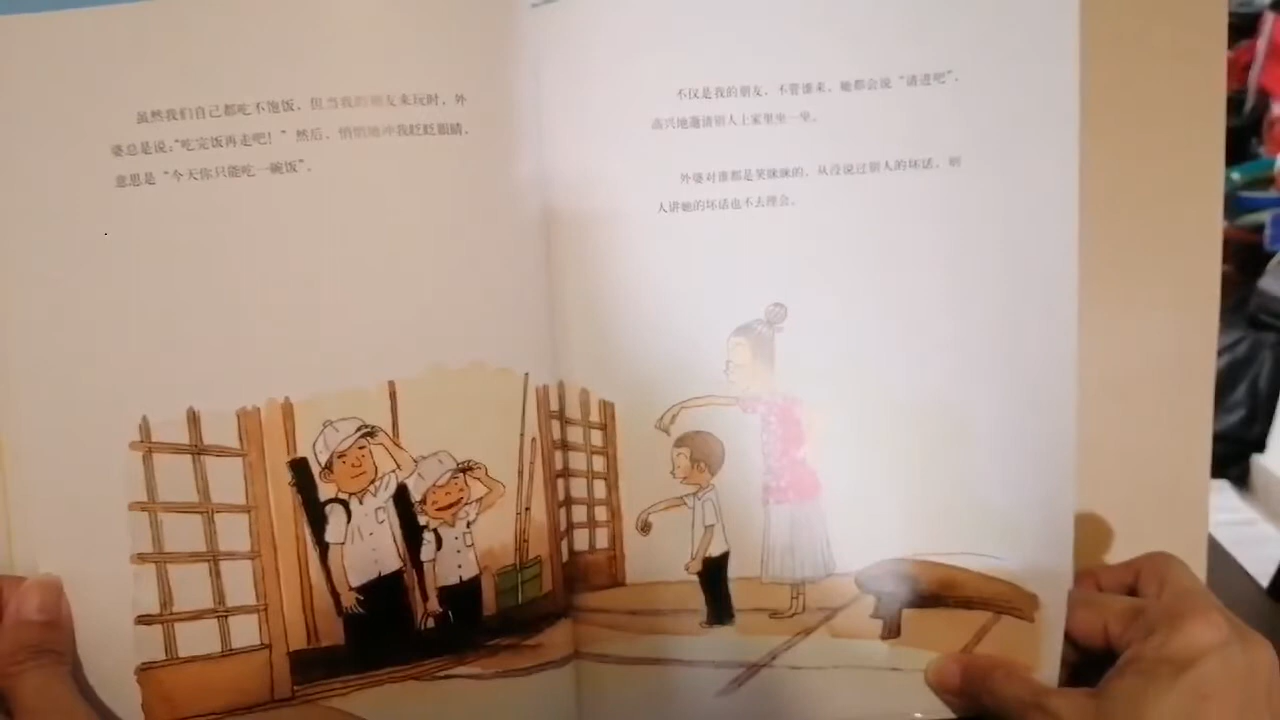 虽然我们自己都吃不饱饭，但当我的朋友来玩时，外
婆总是说：“吃完饭再走吧！”然后，悄悄地冲我眨眨眼睛，
意思是“今天你只能吃一碗饭”。
不仅是我的朋友，不管谁来，她都会说“请进吧”，
高兴地邀请别人上家里坐一坐。
外婆对谁都是笑眯眯的，从没说过别人的坏话，别
人讲她的坏话也不去理会。